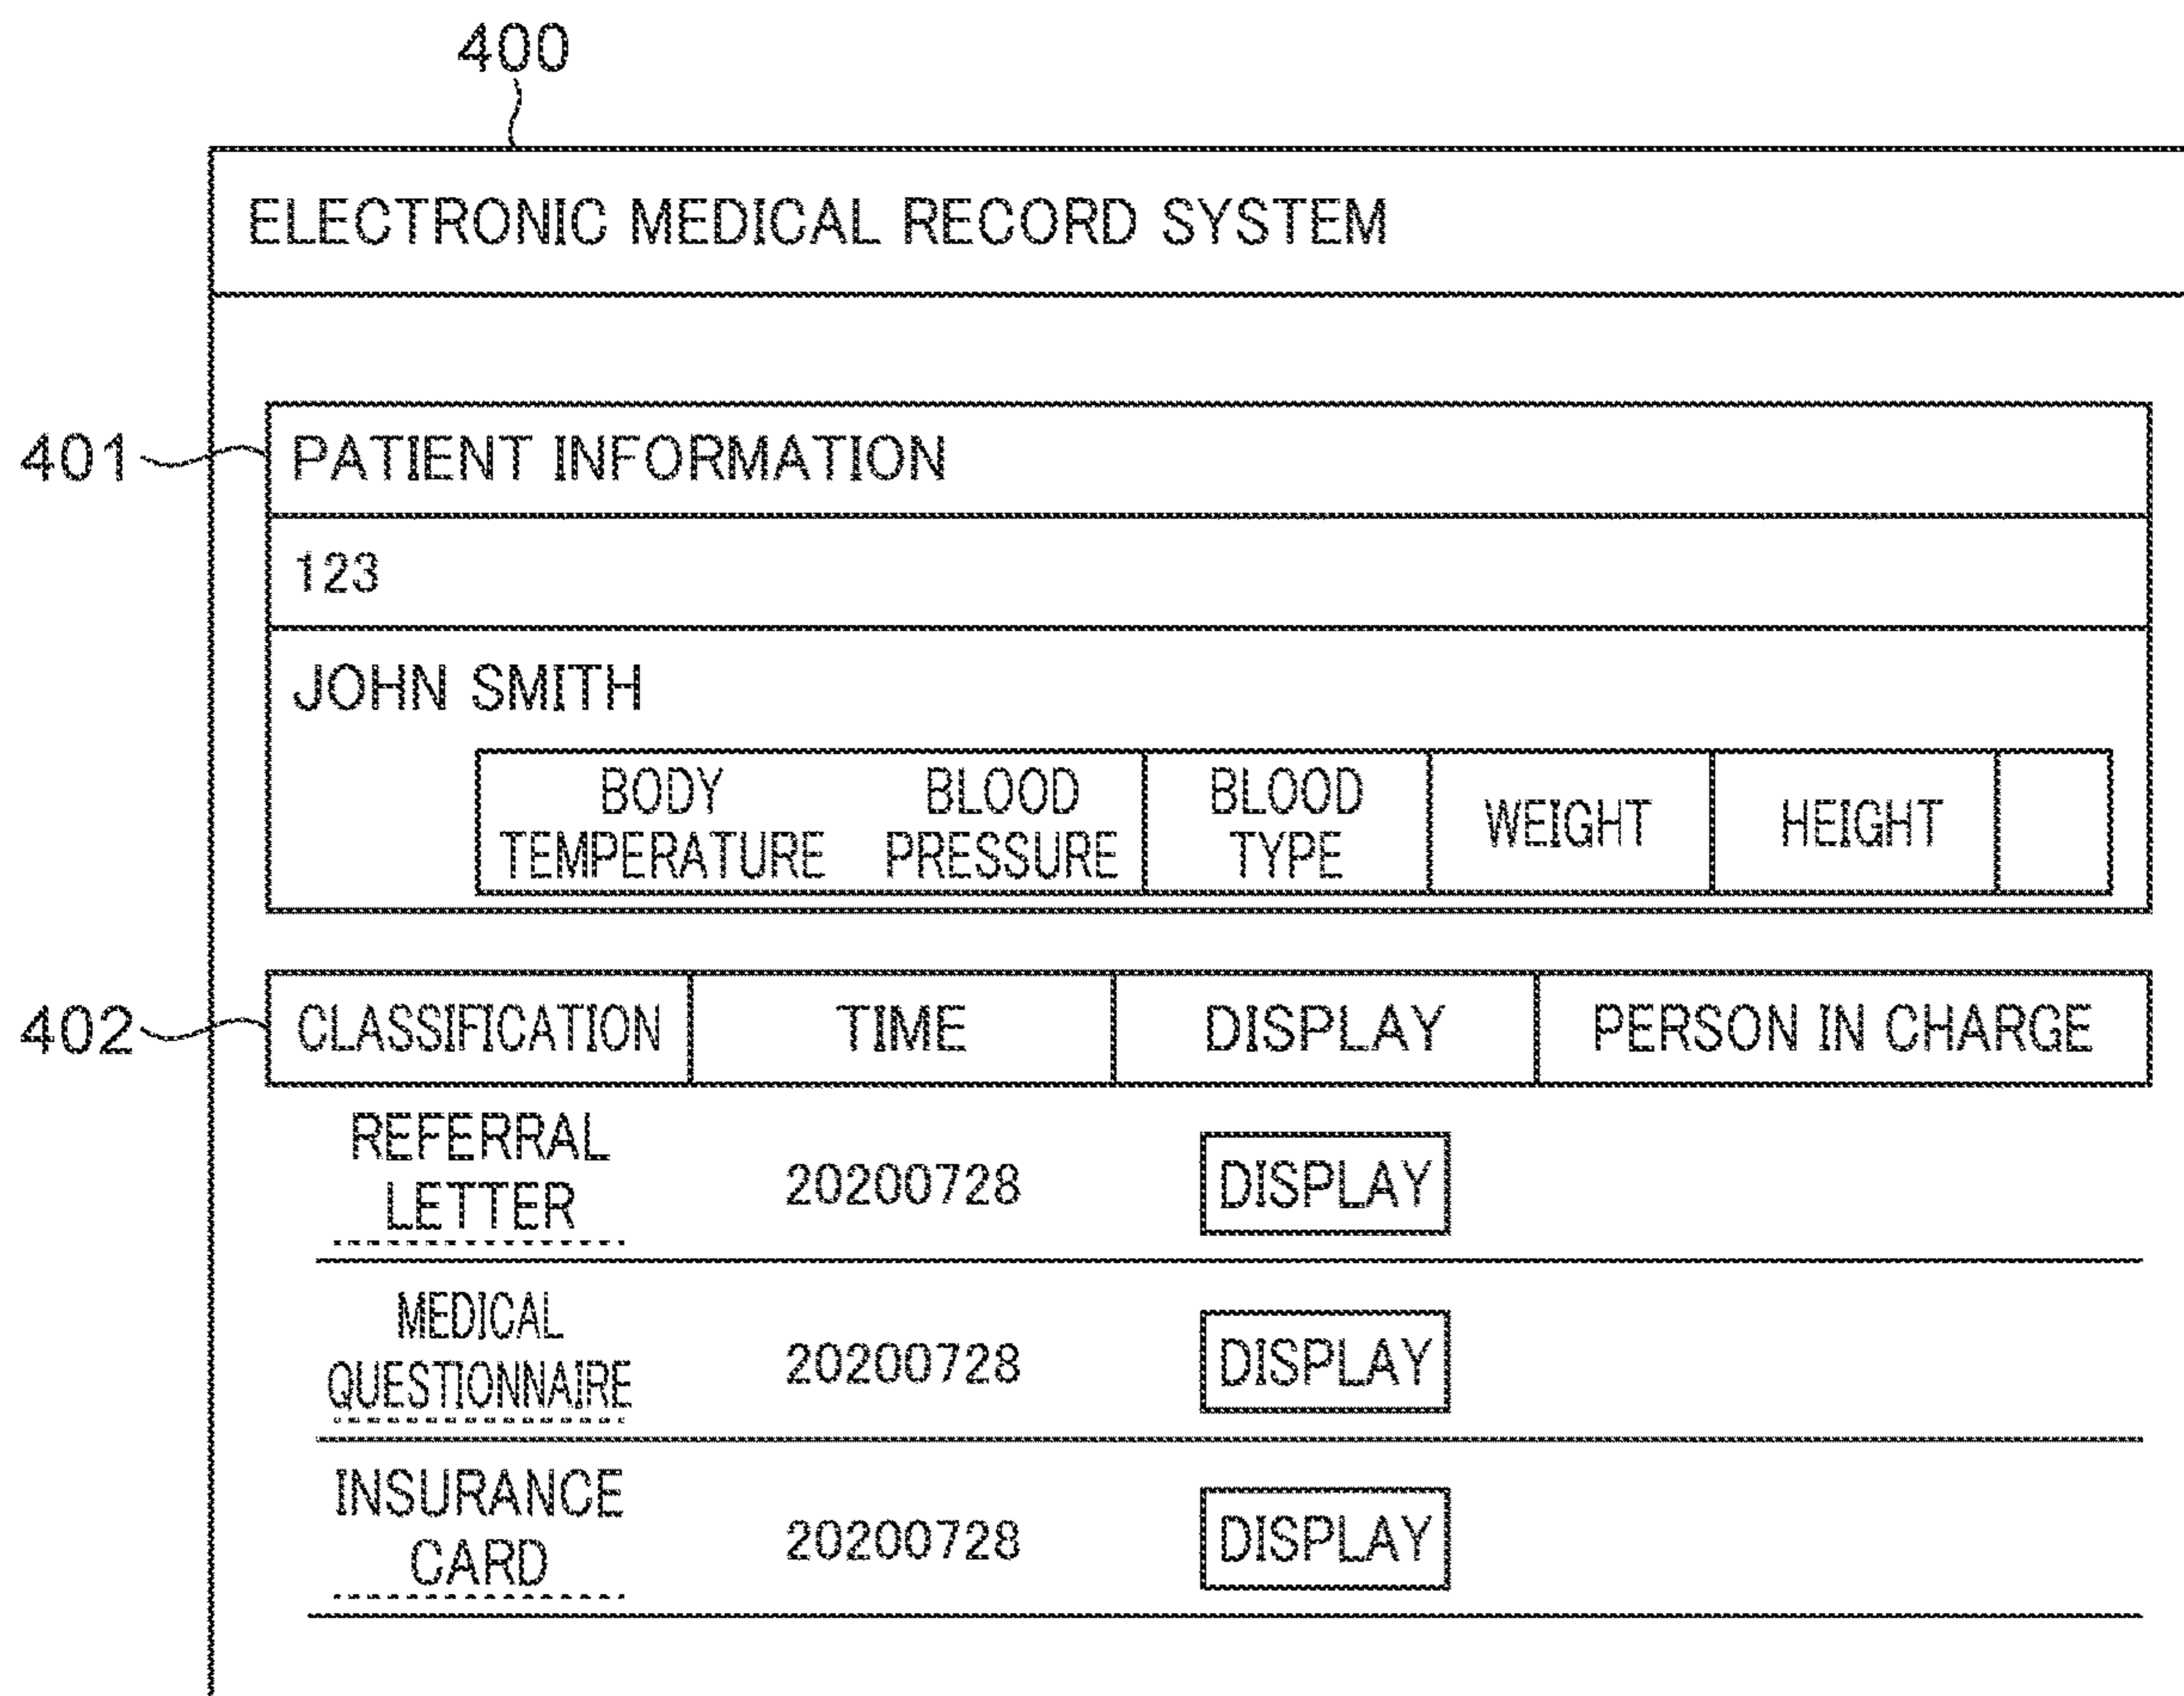 400
ELECTRONIC MEDICAL RECORD SYSTEM
401
PATIENT INFORMATION
123
JOHN SMITH
BODY TEMPERATURE BLOOD PRESSURE BLOOD TYPE WEIGHT HEIGHT
402
CLASSIFICATION TIME DISPLAY PERSON IN CHARGE
REFERRAL
LETTER 20200728 DISPLAY
MEDICAL
QUESTIONNAIRE 20200728 DISPLAY
INSURANCE
CARD 20200728 DISPLAY